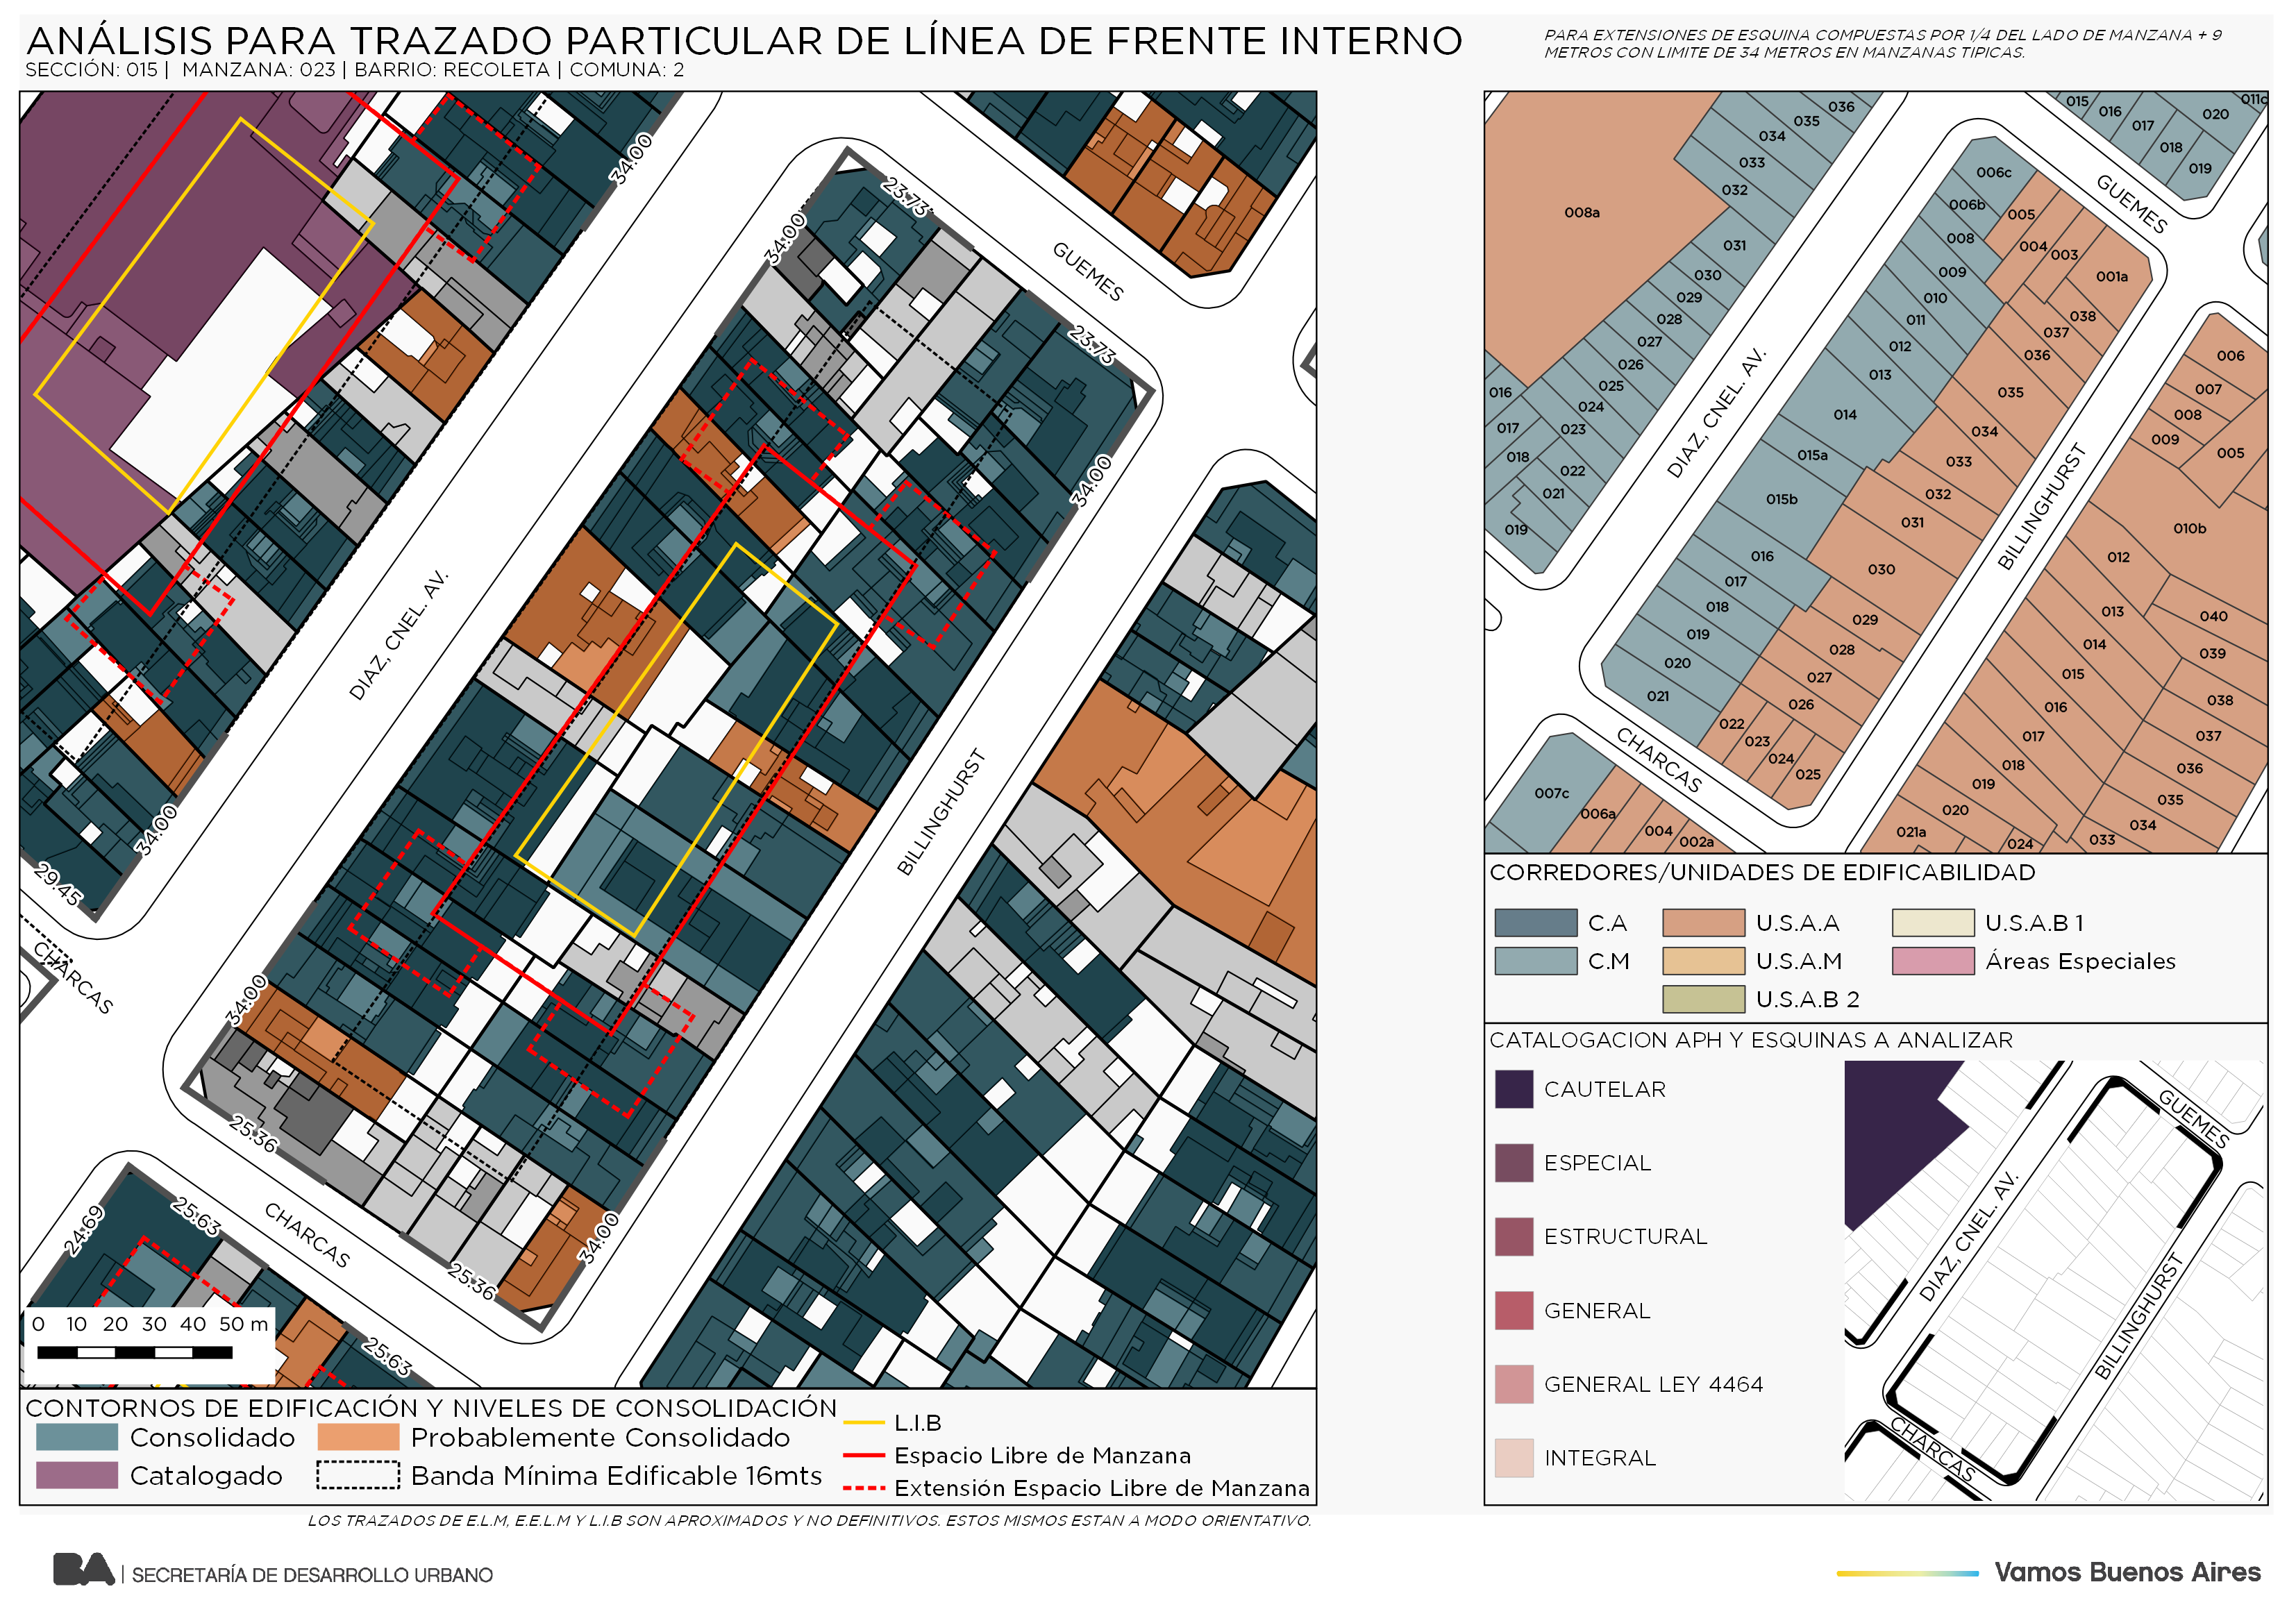 ANÁLISIS PARA TRAZADO PARTICULAR DE LÍNEA DE FRENTE INTERNO
SECCIÓN: 015 | MANZANA: 023 | BARRIO: RECOLETA | COMUNA: 2
PARA EXTENSIONES DE ESQUINA COMPUESTAS POR 1/4 DEL LADO DE MANZANA + 9
METROS CON LIMITE DE 34 METROS EN MANZANAS TIPICAS.
34.00
23.73
34.00
GUEMES
23.73
34.00
DIAZ, CNEL. AV.
BILLINGHURST
34.00
29.45
CHARCAS
34.00
25.36
24.69
25.63
CHARCAS
25.36
34.00
25.63
0 10 20 30 40 50 m
CONTORNOS DE EDIFICACIÓN Y NIVELES DE CONSOLIDACIÓN
Consolidado
Probablemente Consolidado
Catalogado
Banda Mínima Edificable 16mts
L.I.B
Espacio Libre de Manzana
Extensión Espacio Libre de Manzana
LOS TRAZADOS DE E.L.M, E.E.L.M Y L.I.B SON APROXIMADOS Y NO DEFINITIVOS. ESTOS MISMOS ESTAN A MODO ORIENTATIVO.
008a
036
035
034
033
032
031
030
029
028
027
026
025
024
023
022
021
016
017
018
019
015
016
017
018
019
020
011c
GUEMES
006c
006b
008
009
010
011
012
013
014
015a
015b
016
017
018
019
020
021
005
004
003
001a
038
037
036
035
034
033
032
031
030
029
028
027
026
022
023
024
025
DIAZ, CNEL. AV.
BILLINGHURST
CHARCAS
006
007
008
009
005
010b
012
013
014
015
016
017
018
019
020
021a
024
040
039
038
037
036
035
034
033
007c
006a
004
002a
CORREDORES/UNIDADES DE EDIFICABILIDAD
C.A
U.S.A.A
U.S.A.B 1
C.M
U.S.A.M
Áreas Especiales
U.S.A.B 2
CATALOGACION APH Y ESQUINAS A ANALIZAR
CAUTELAR
ESPECIAL
ESTRUCTURAL
GENERAL
GENERAL LEY 4464
INTEGRAL
GUEMES
DIAZ, CNEL. AV.
BILLINGHURST
CHARCAS
BA | SECRETARÍA DE DESARROLLO URBANO
Vamos Buenos Aires